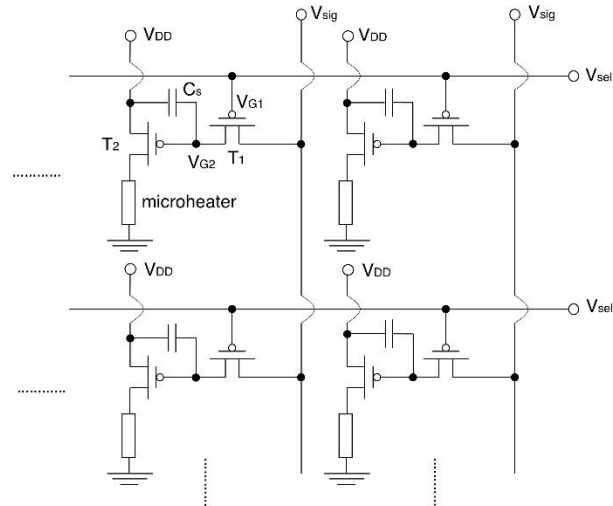 Vsig
Vsig
VDD
VDD
Vsel
Cs
VG1
T2
VG2
T1
microheater
VDD
VDD
Vsel